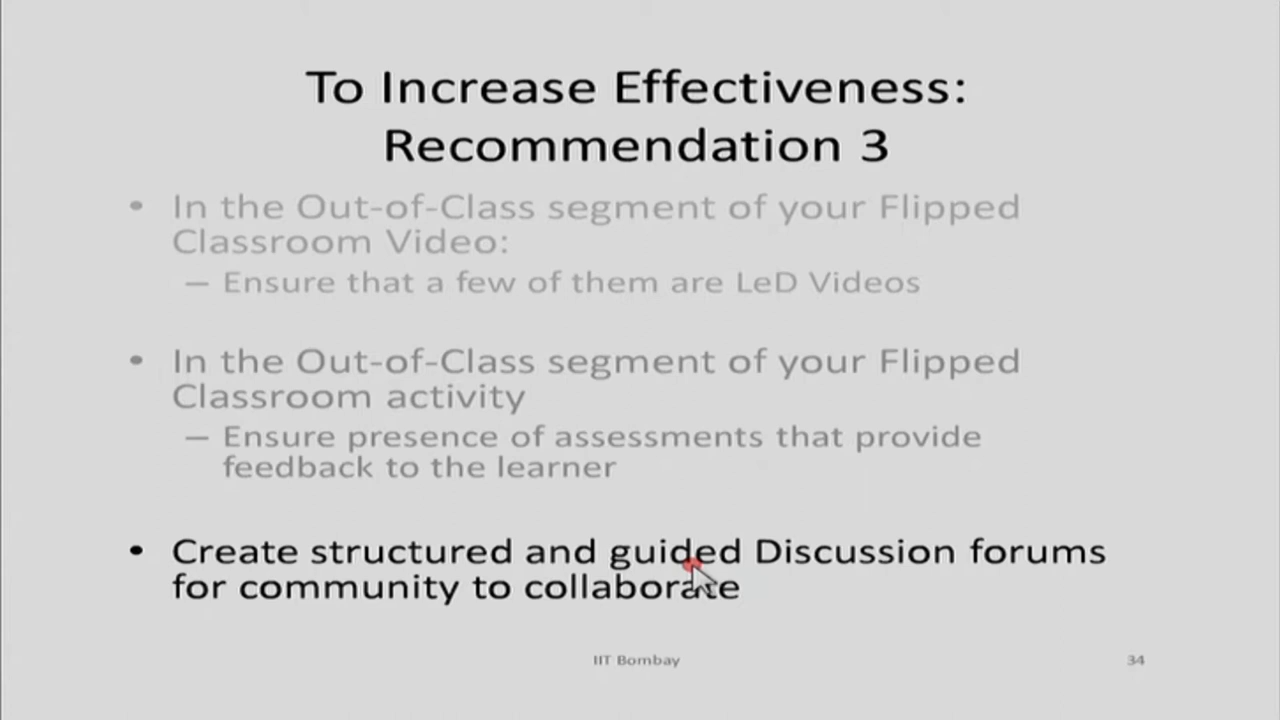 To Increase Effectiveness:
Recommendation 3
• In the Out-of-Class segment of your Flipped
Classroom Video:
– Ensure that a few of them are LeD Videos
• In the Out-of-Class segment of your Flipped
Classroom activity
– Ensure presence of assessments that provide
feedback to the learner
• Create structured and guided Discussion forums
for community to collaborate
IIT Bombay
34